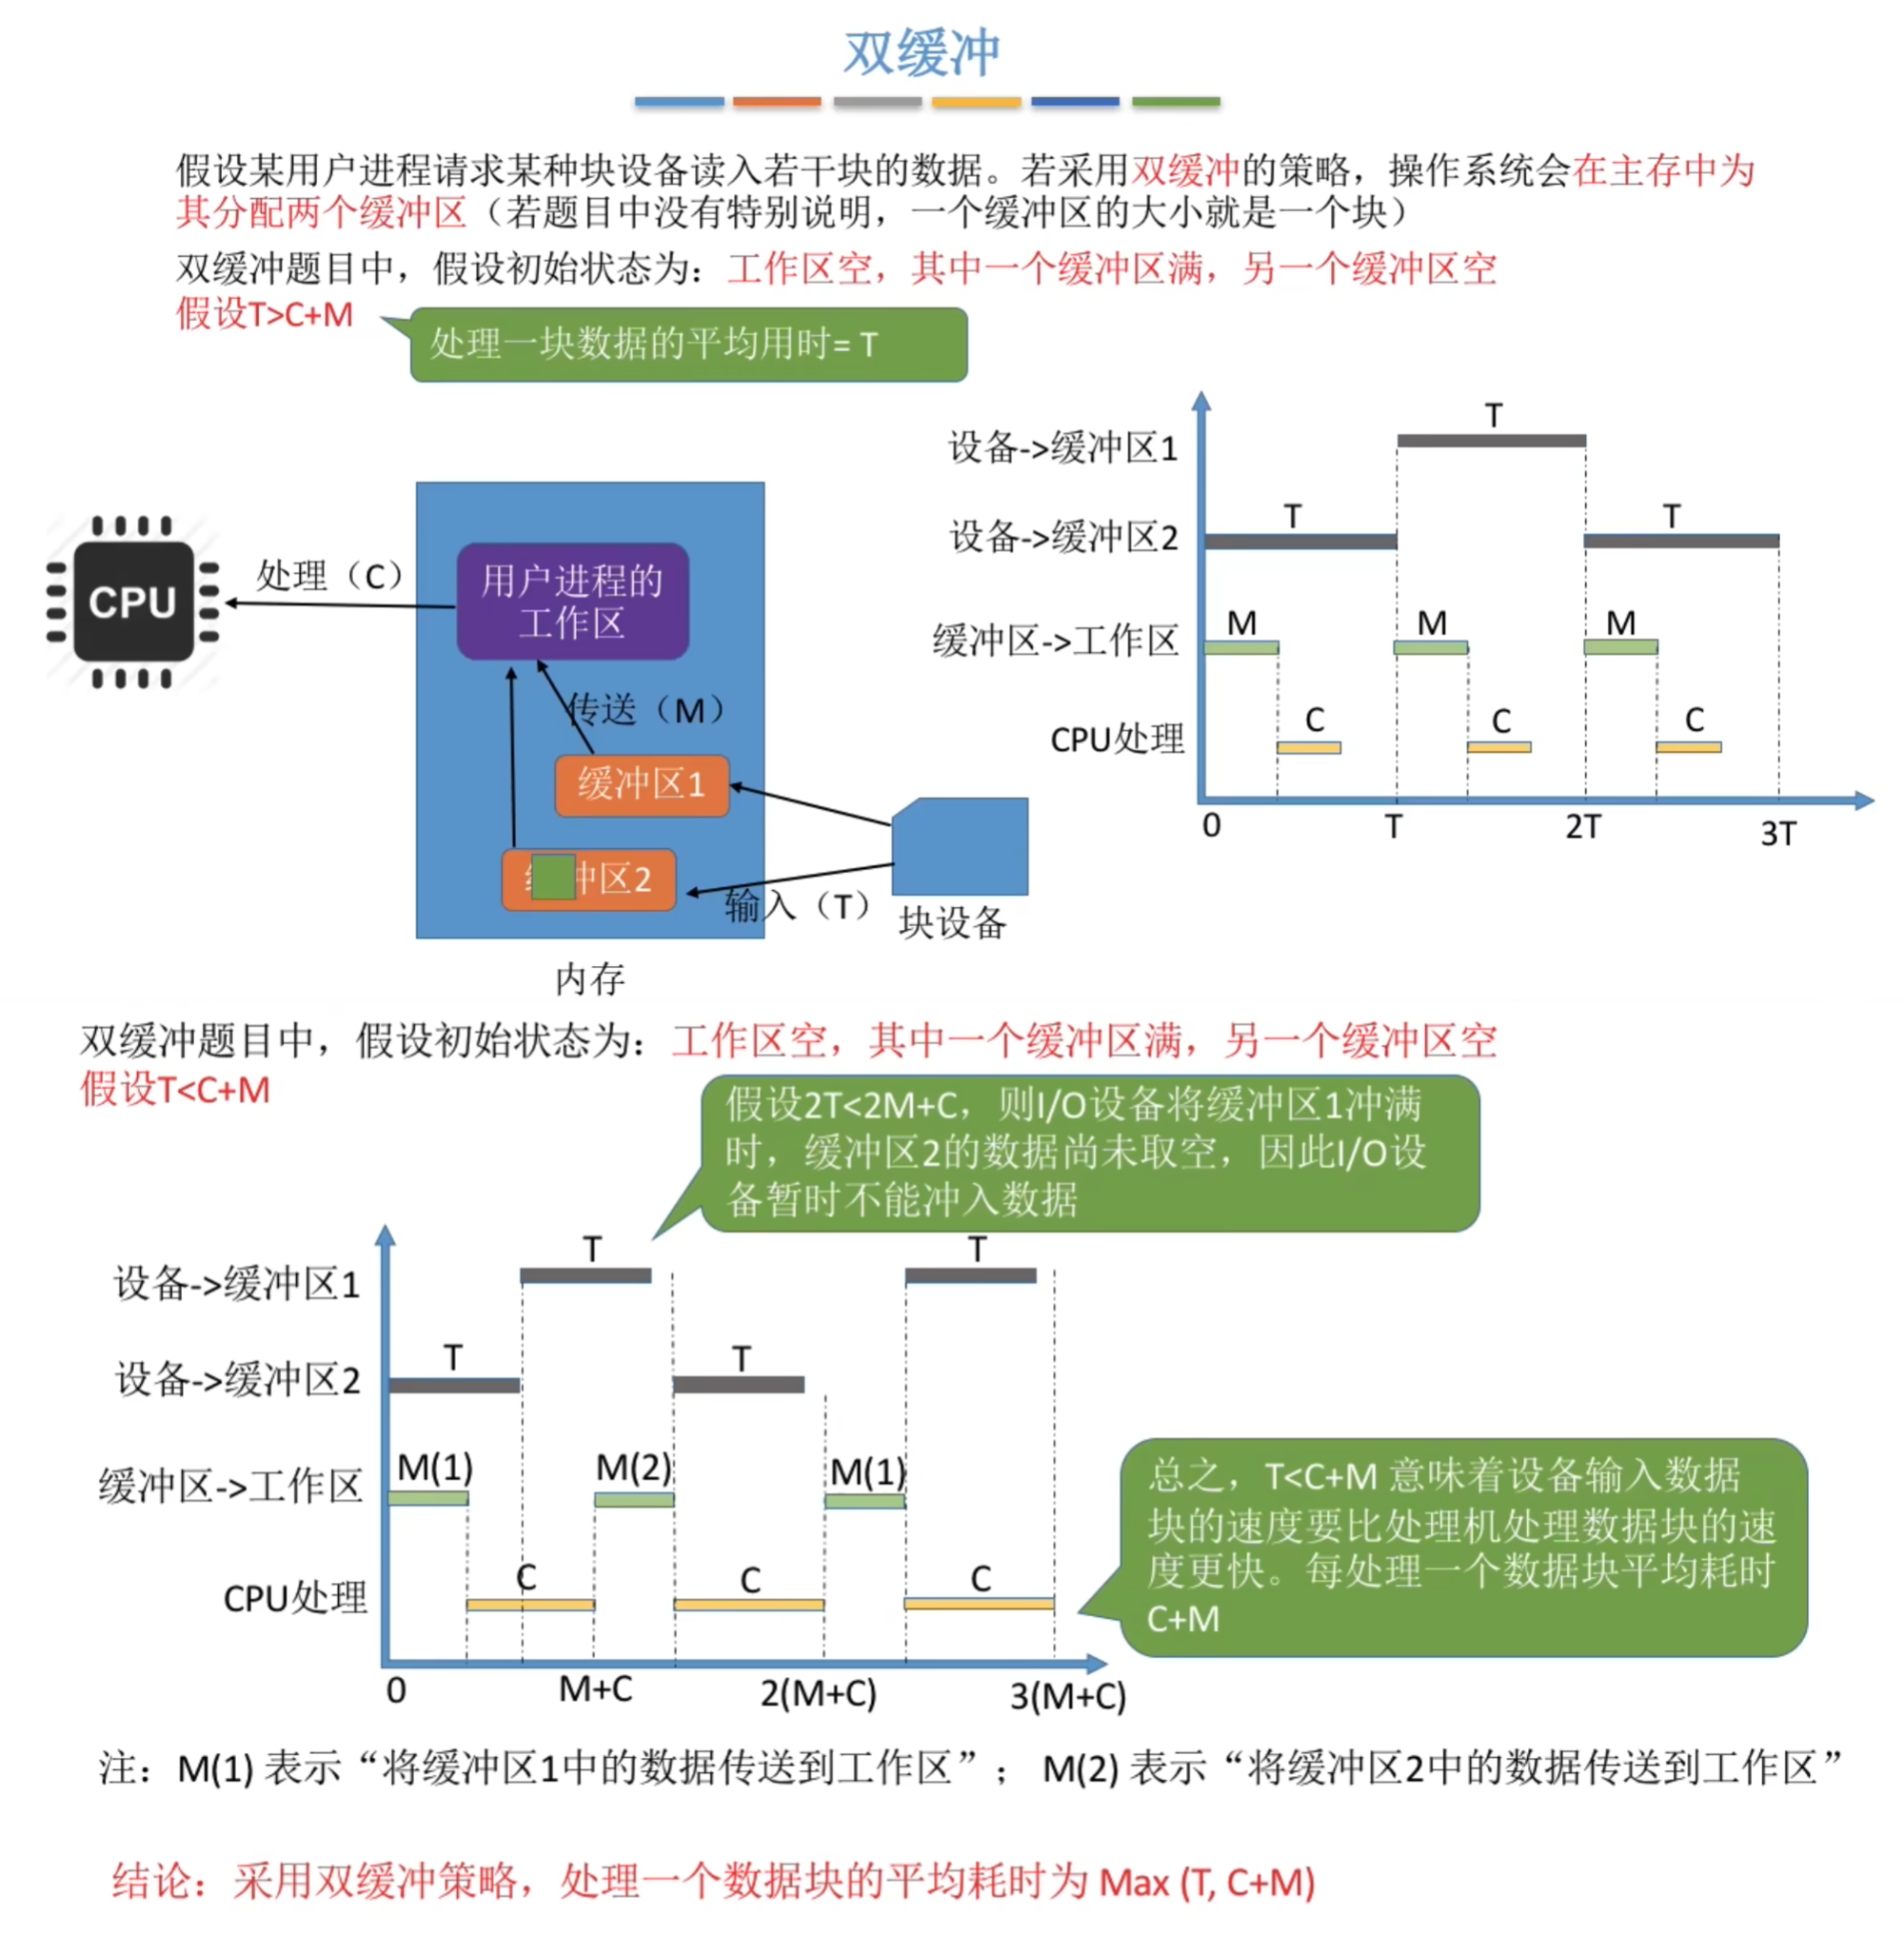 双缓冲
假设某用户进程请求某种块设备读入若干块的数据。若采用双缓冲的策略，操作系统会在主存中为
其分配两个缓冲区（若题目中没有特别说明，一个缓冲区的大小就是一个块）
双缓冲题目中，假设初始状态为：工作区空，其中一个缓冲区满，另一个缓冲区空
假设T>C+M
处理一块数据的平均用时= T
CPU
处理（C）
用户进程的
工作区
传送（M）
缓冲区1
冲区2
输入（T）
块设备
内存
设备->缓冲区1
T
设备->缓冲区2
T
T
缓冲区->工作区
M
M
M
CPU处理
C
C
C
0
T
2T
3T
双缓冲题目中，假设初始状态为：工作区空，其中一个缓冲区满，另一个缓冲区空
假设T<C+M
假设2T<2M+C，则I/O设备将缓冲区1冲满
时，缓冲区2的数据尚未取空，因此I/O设
备暂时不能冲入数据
设备->缓冲区1
T
T
设备->缓冲区2
T
T
缓冲区->工作区
M(1)
M(2)
M(1)
CPU处理
C
C
C
0
M+C
2(M+C)
3(M+C)
总之，T<C+M 意味着设备输入数据
块的速度要比处理机处理数据块的速
度更快。每处理一个数据块平均耗时
C+M
注：M(1) 表示“将缓冲区1中的数据传送到工作区”； M(2) 表示“将缓冲区2中的数据传送到工作区”
结论：采用双缓冲策略，处理一个数据块的平均耗时为 Max (T, C+M)